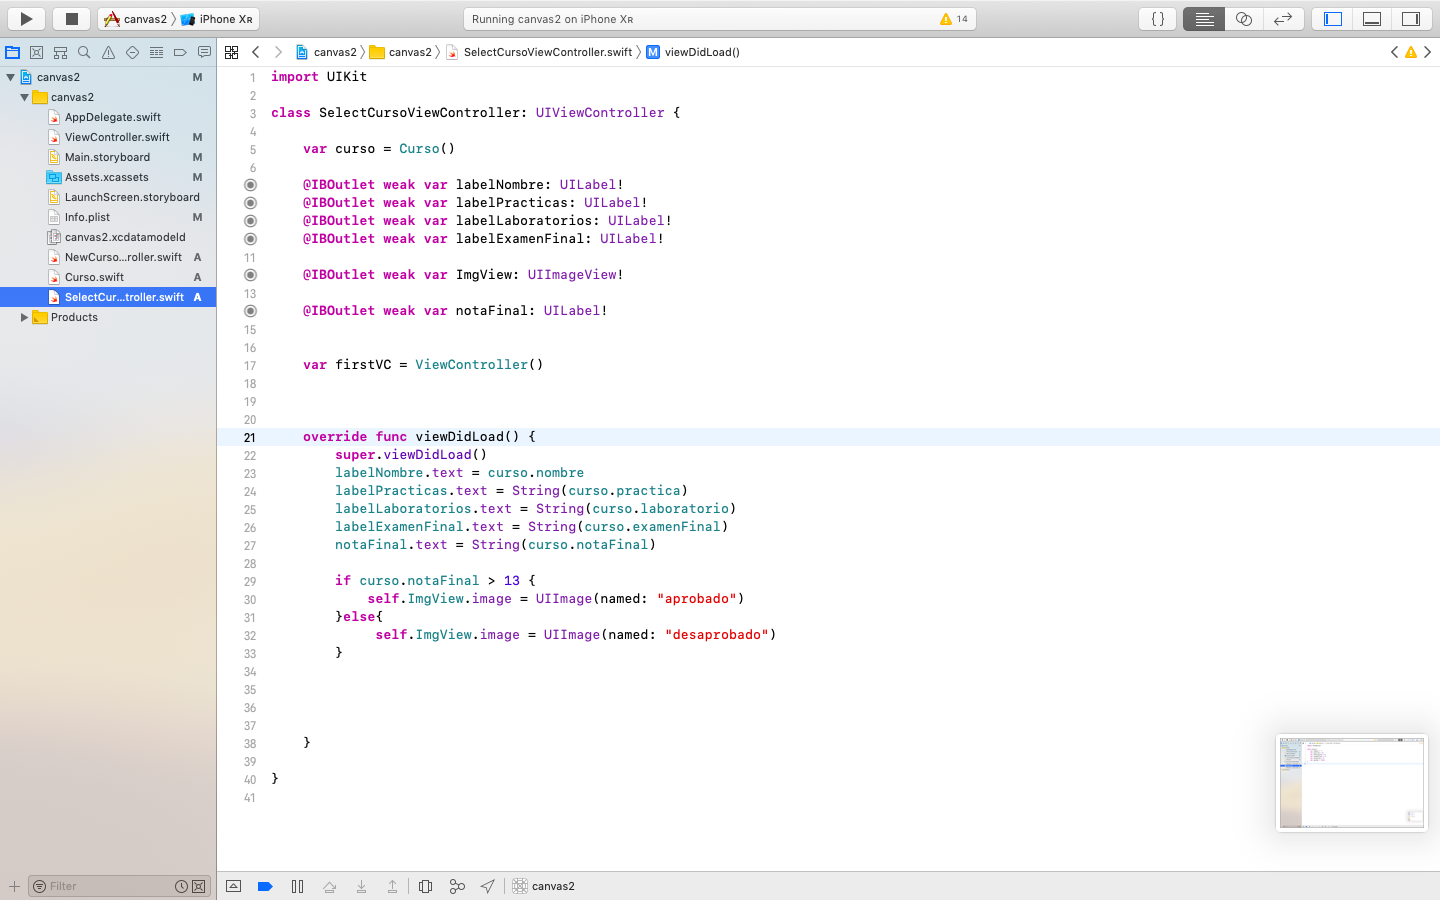 canvas2 〉 iPhone Xʀ
Running canvas2 on iPhone Xʀ
14
{ }
canvas2 〉 canvas2 〉 SelectCursoViewController.swift 〉 M viewDidLoad()
canvas2 M
canvas2
AppDelegate.swift
ViewController.swift M
Main.storyboard M
Assets.xcassets M
LaunchScreen.storyboard
Info.plist M
canvas2.xcdatamodeld
NewCurso...roller.swift A
Curso.swift A
SelectCur...troller.swift A
Products
Filter
1 import UIKit
2
3 class SelectCursoViewController: UIViewController {
4
5 var curso = Curso()
6
@IBOutlet weak var labelNombre: UILabel!
@IBOutlet weak var labelPracticas: UILabel!
@IBOutlet weak var labelLaboratorios: UILabel!
@IBOutlet weak var labelExamenFinal: UILabel!
11
@IBOutlet weak var ImgView: UIImageView!
13
@IBOutlet weak var notaFinal: UILabel!
15
16
17 var firstVC = ViewController()
18
19
20
21 override func viewDidLoad() {
22 super.viewDidLoad()
23 labelNombre.text = curso.nombre
24 labelPracticas.text = String(curso.practica)
25 labelLaboratorios.text = String(curso.laboratorio)
26 labelExamenFinal.text = String(curso.examenFinal)
27 notaFinal.text = String(curso.notaFinal)
28
29 if curso.notaFinal > 13 {
30 self.ImgView.image = UIImage(named: "aprobado")
31 }else{
32 self.ImgView.image = UIImage(named: "desaprobado")
33 }
34
35
36
37
38 }
39
40 }
41
canvas2